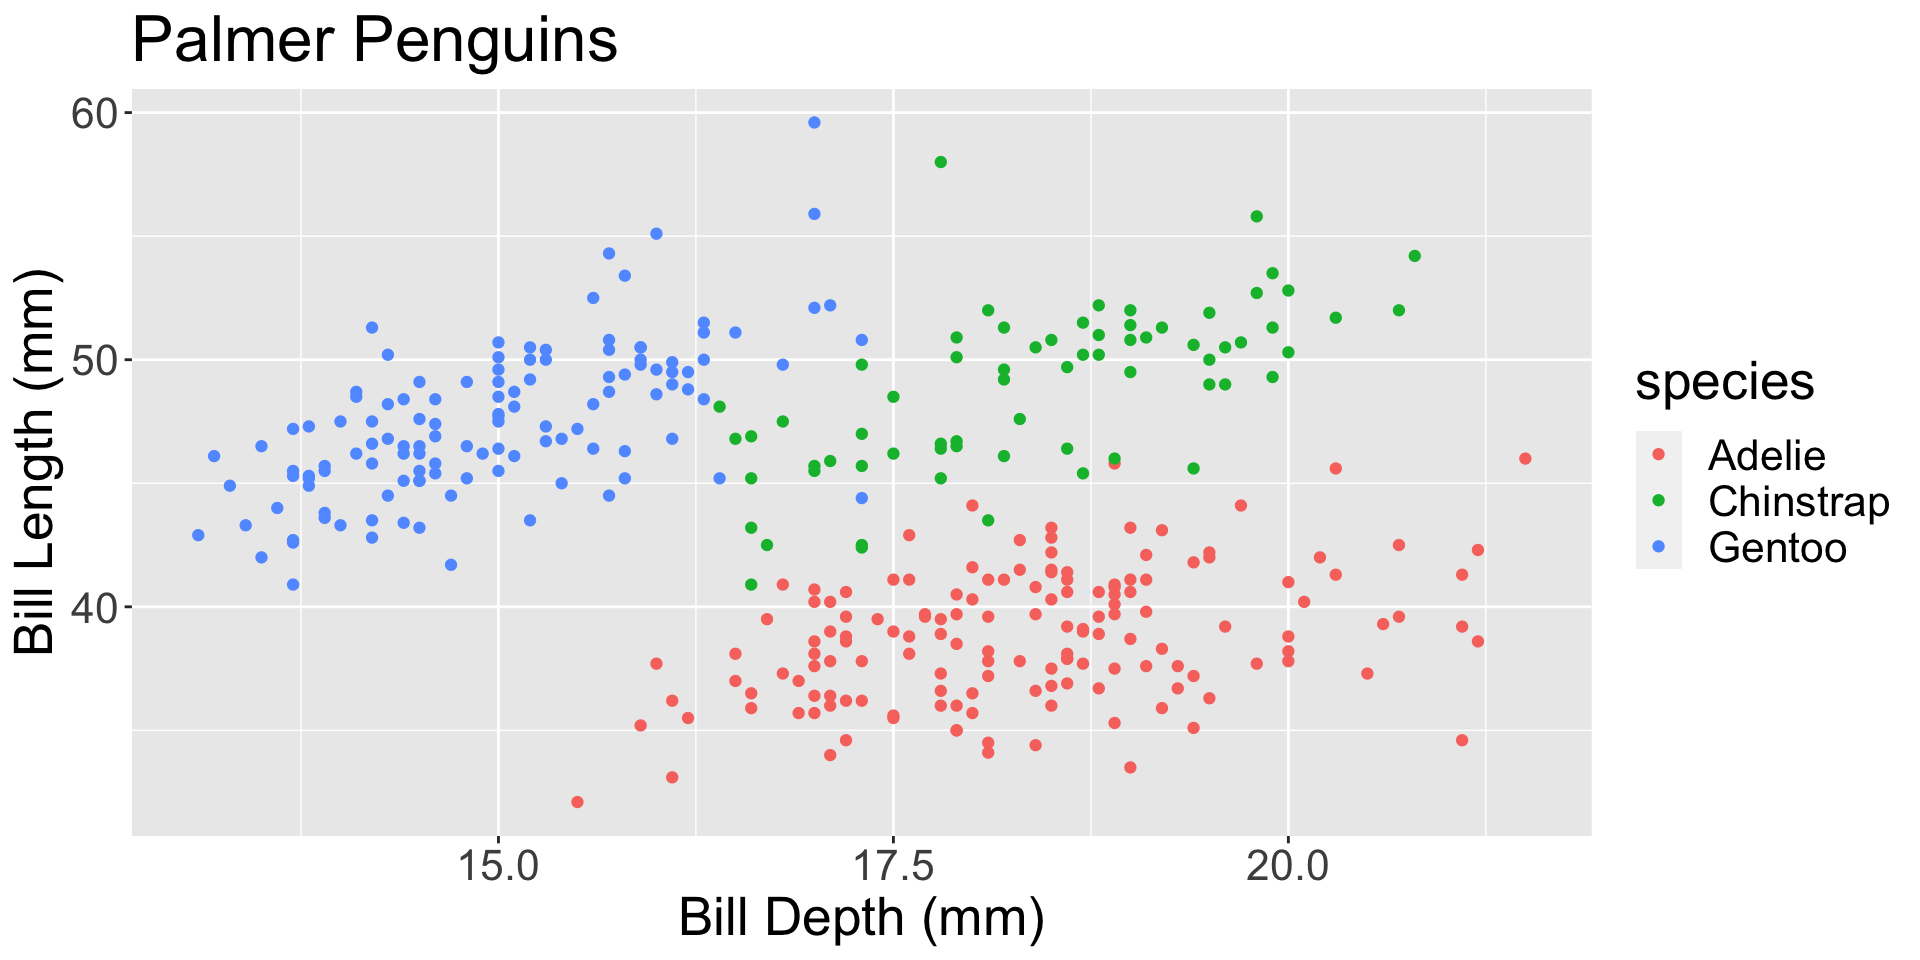 Palmer Penguins
60
50
40
Bill Length (mm)
15.0
17.5
20.0
Bill Depth (mm)
species
Adelie
Chinstrap
Gentoo